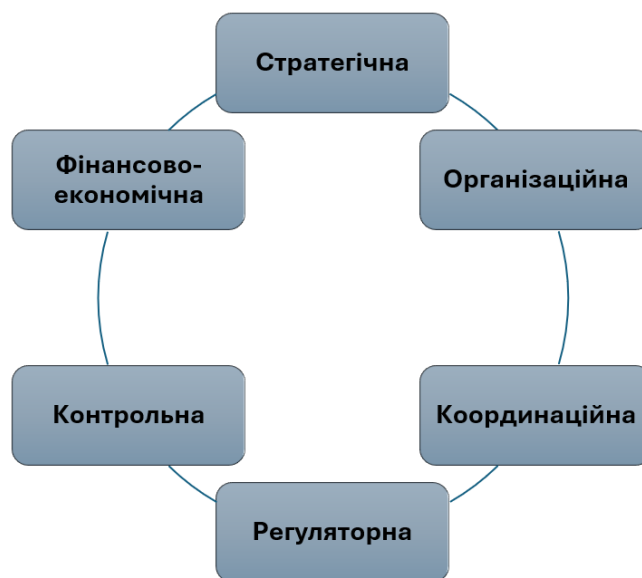 Стратегічна
Організаційна
Координаційна
Регуляторна
Контрольна
Фінансово-
економічна